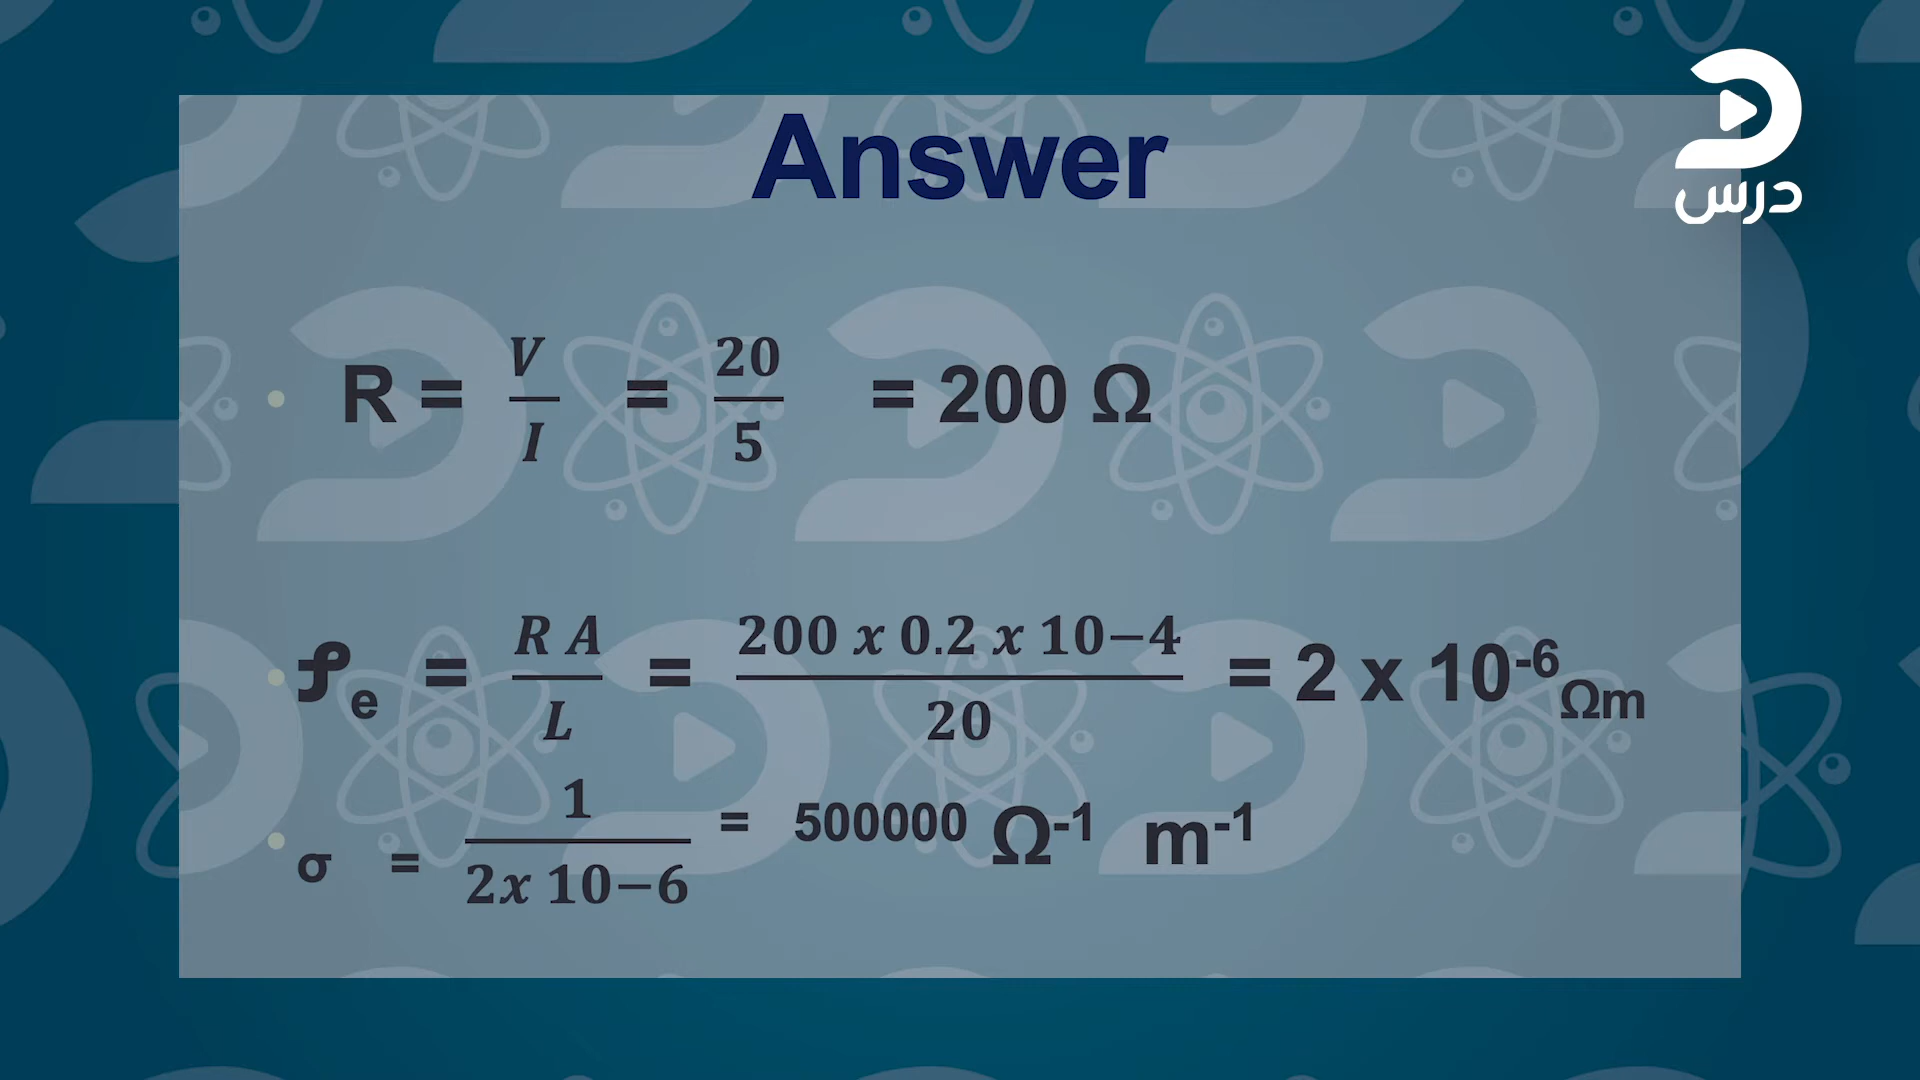 Answer
درس
R = V/I = 20/5 = 200 Ω
ƍe = R A/L = 200 x 0.2 x 10−4/20 = 2 x 10-6 Ωm
σ = 1/2x 10−6 = 500000 Ω-1 m-1